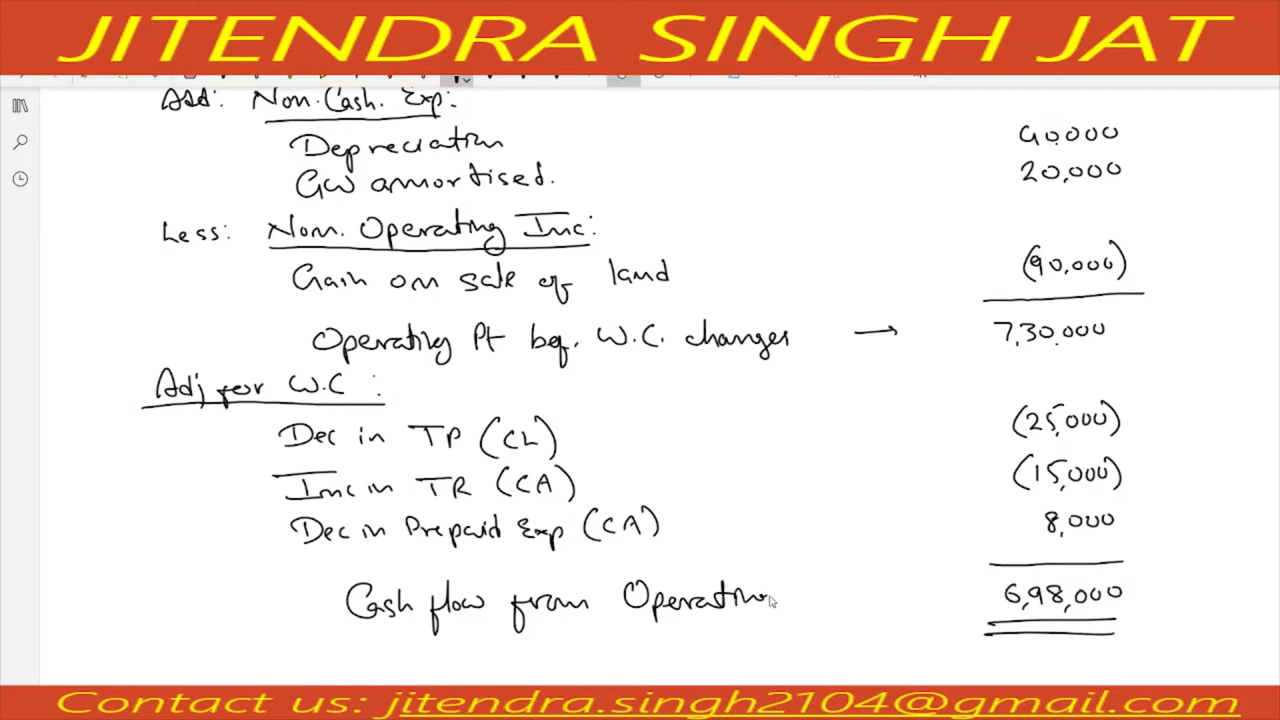 JITENDRA SINGH JAT
Add: Non. Cash. Exp:
Depreciation 90,000
GW amortised. 20,000
Less: Non. Operating Inc:
Gain on sale of land (90,000)
Operating Pt bef. W.C. changes → 7,30,000
Adj for W.C :
Dec in TP (CL) (25,000)
Inc in TR (CA) (15,000)
Dec in Prepaid Exp (CA) 8,000
Cash flow from Operating 6,98,000
Contact us: jitendra.singh2104@gmail.com